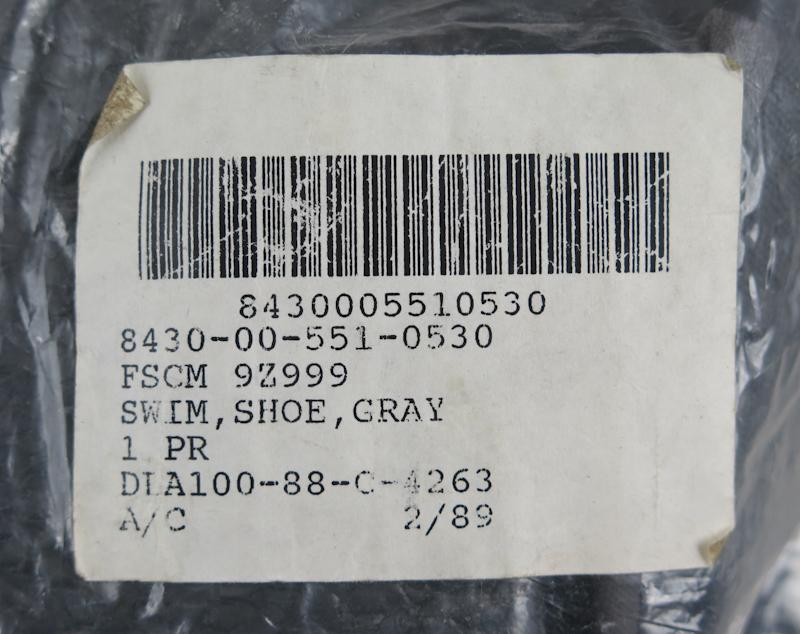 8430005510530
8430-00-551-0530
FSCM 9Z999
SWIM,SHOE,GRAY
1 PR
DLA100-88-C-4263
A/C 2/89